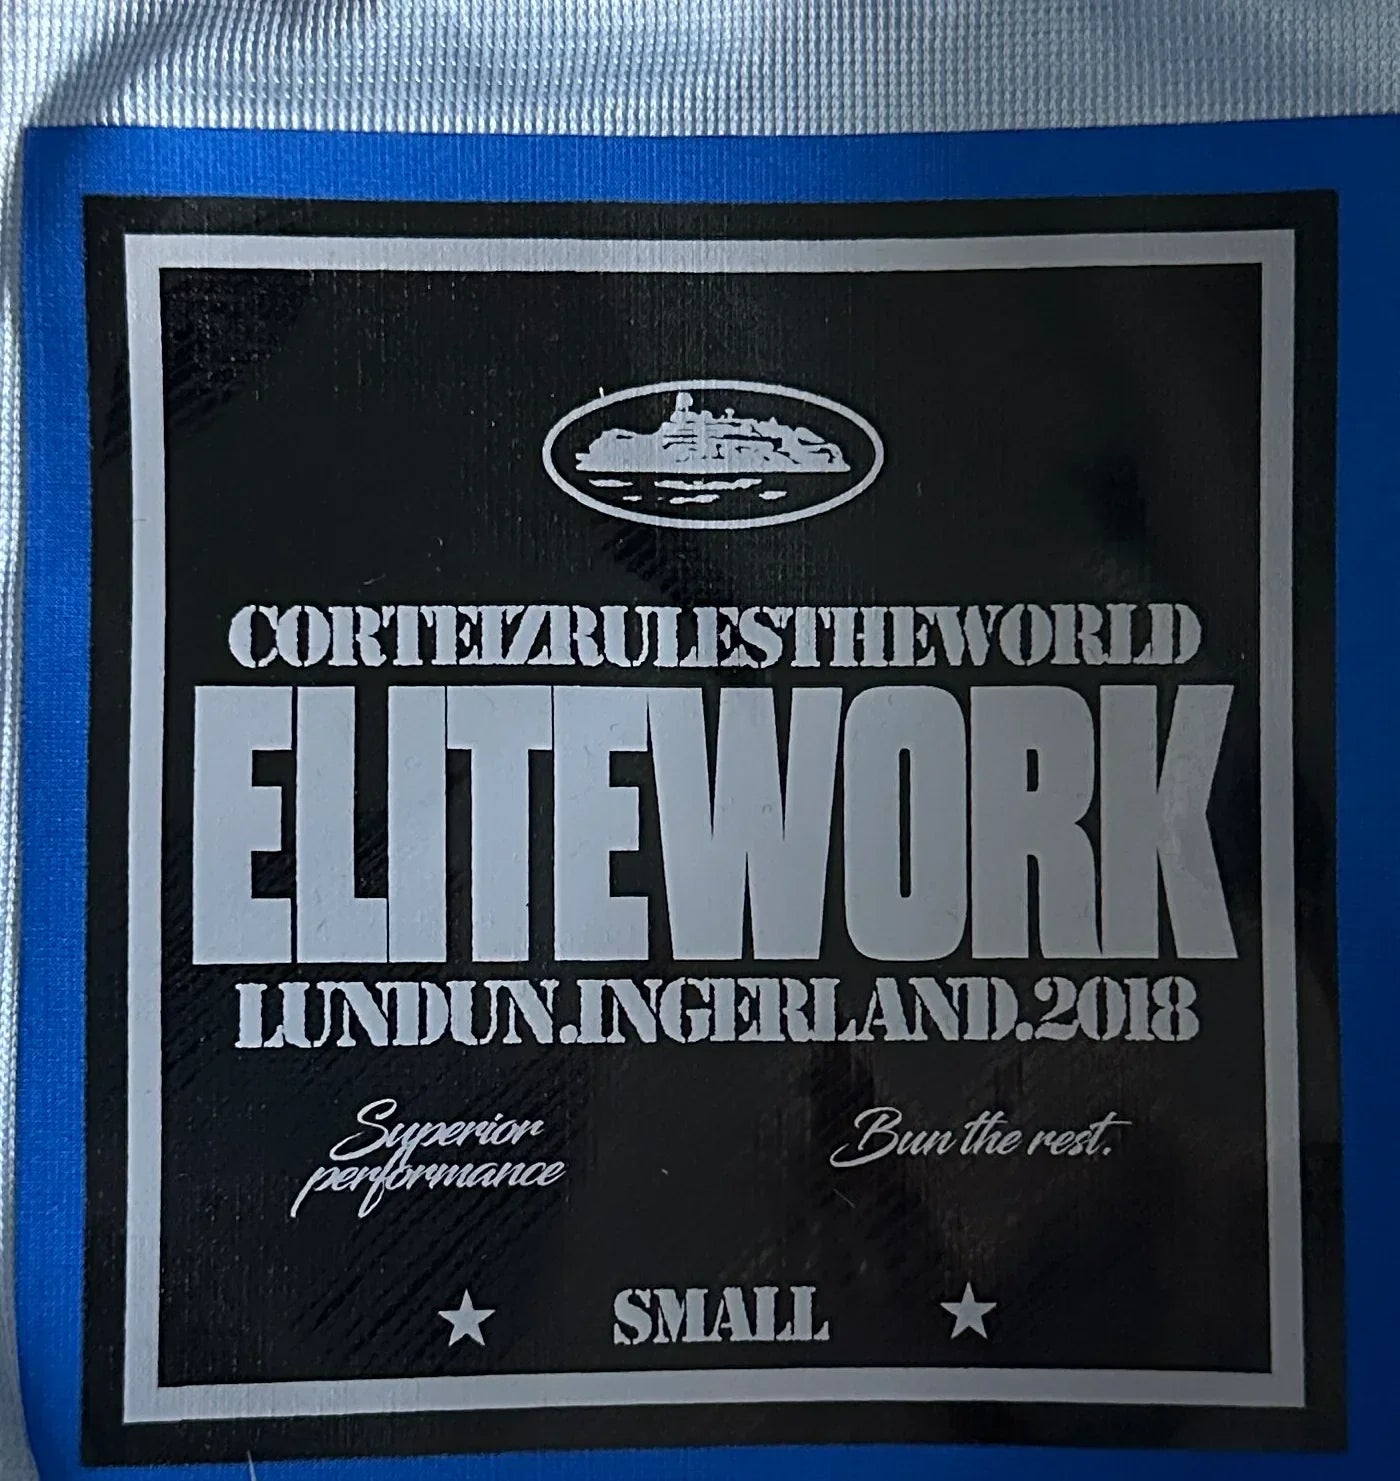 CORTEIZRULESTHEWORLD
ELITEWORK
LUNDUN.INGERLAND.2018
Superior
performance
Bun the rest.
SMALL